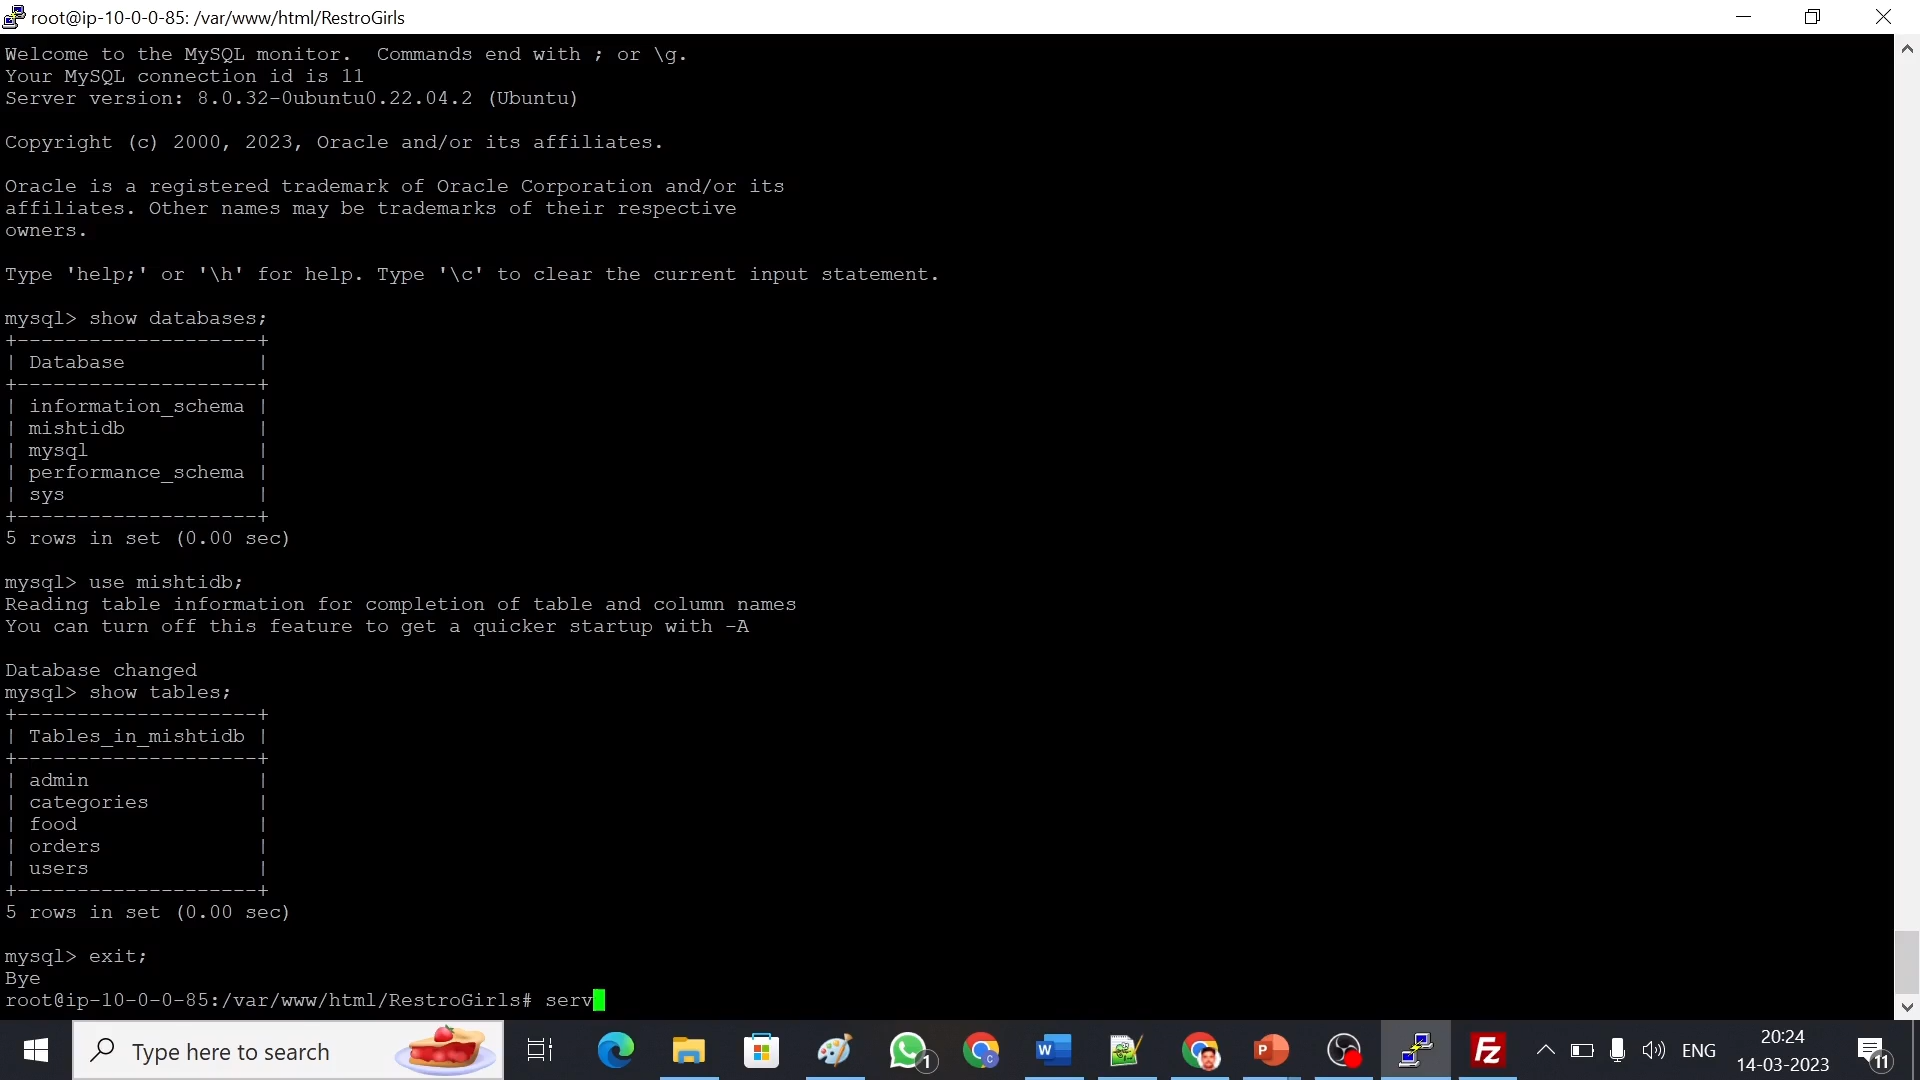 root@ip-10-0-0-85: /var/www/html/RestroGirls
Welcome to the MySQL monitor.  Commands end with ; or \g.
Your MySQL connection id is 11
Server version: 8.0.32-0ubuntu0.22.04.2 (Ubuntu)
Copyright (c) 2000, 2023, Oracle and/or its affiliates.
Oracle is a registered trademark of Oracle Corporation and/or its
affiliates. Other names may be trademarks of their respective
owners.
Type 'help;' or '\h' for help. Type '\c' to clear the current input statement.
mysql> show databases;
+--------------------+
| Database           |
+--------------------+
| information_schema |
| mishtidb           |
| mysql              |
| performance_schema |
| sys                |
+--------------------+
5 rows in set (0.00 sec)
mysql> use mishtidb;
Reading table information for completion of table and column names
You can turn off this feature to get a quicker startup with -A
Database changed
mysql> show tables;
+--------------------+
| Tables_in_mishtidb |
+--------------------+
| admin              |
| categories         |
| food               |
| orders             |
| users              |
+--------------------+
5 rows in set (0.00 sec)
mysql> exit;
Bye
root@ip-10-0-0-85:/var/www/html/RestroGirls# serv
Type here to search
1
C
W
P
Fz
ENG
20:24
14-03-2023
11